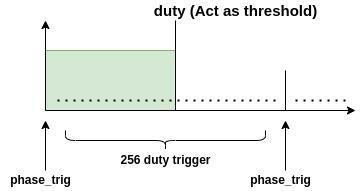 duty (Act as threshold)
256 duty trigger
phase_trig
phase_trig